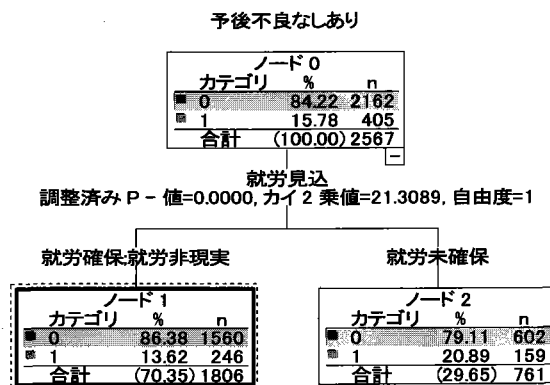 予後不良なしあり
ノード 0
カテゴリ % n
0 84.22 2162
1 15.78 405
合計 (100.00) 2567
就労見込
調整済み P - 値=0.0000, カイ 2 乗値=21.3089, 自由度=1
就労確保;就労非現実
就労未確保
ノード 1
カテゴリ % n
0 86.38 1560
1 13.62 246
合計 (70.35) 1806
ノード 2
カテゴリ % n
0 79.11 602
1 20.89 159
合計 (29.65) 761